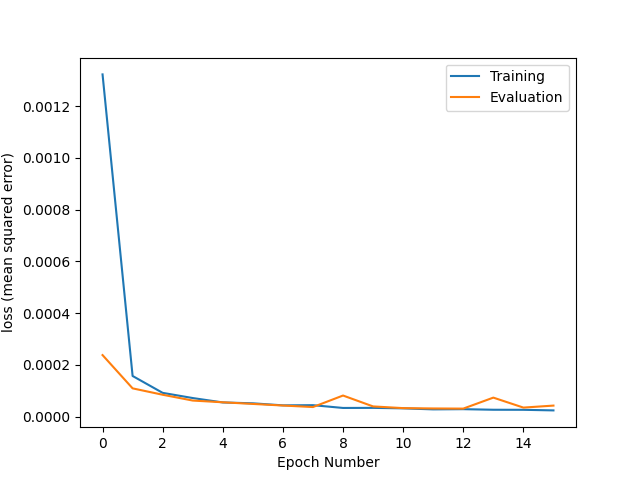 Training
Evaluation
0.0012
0.0010
0.0008
0.0006
0.0004
0.0002
0.0000
loss (mean squared error)
0 2 4 6 8 10 12 14
Epoch Number